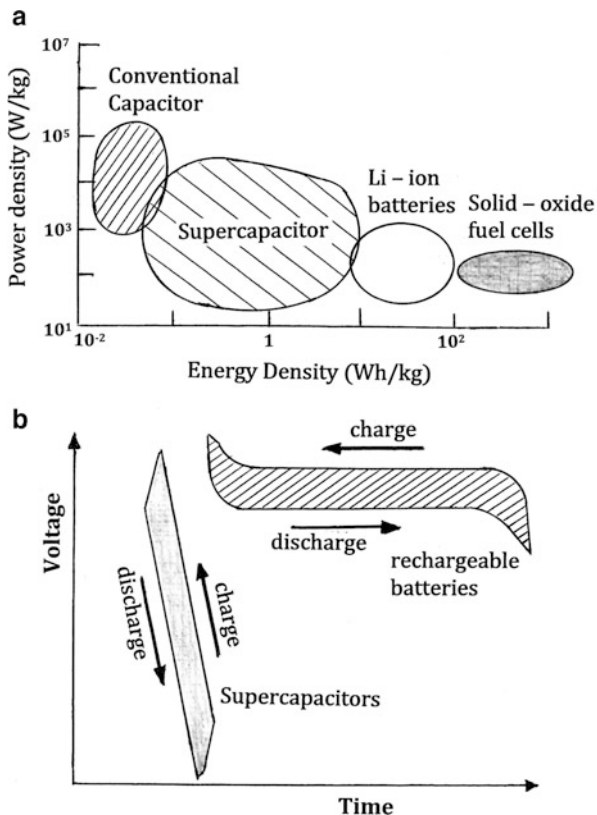 a
Power density (W/kg)
10⁷
10⁵
10³
10¹
Conventional
Capacitor
Supercapacitor
Li – ion
batteries
Solid – oxide
fuel cells
10⁻²
1
10²
Energy Density (Wh/kg)
b
Voltage
charge
discharge
rechargeable
batteries
discharge
charge
Supercapacitors
Time